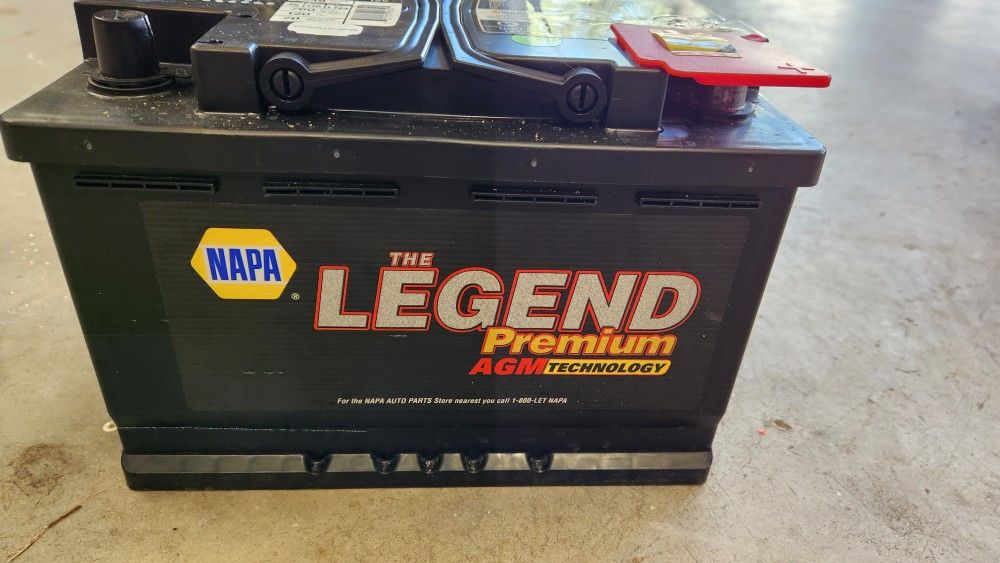 NAPA
®
THE
LEGEND
Premium
AGM TECHNOLOGY
For the NAPA AUTO PARTS Store nearest you call 1-800-LET NAPA
+